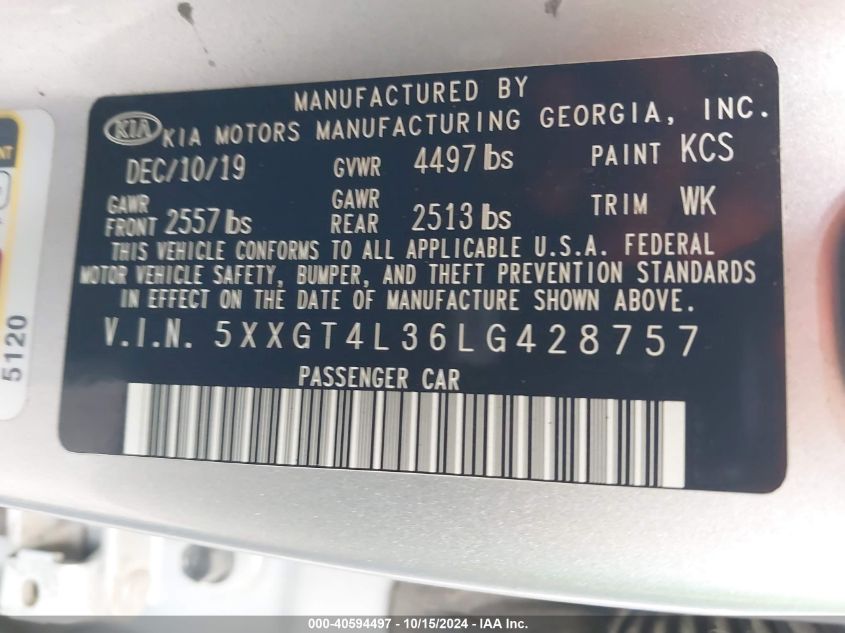 MANUFACTURED BY
KIA KIA MOTORS MANUFACTURING GEORGIA, INC.
DEC/10/19 GVWR 4497 lbs PAINT KCS
GAWR FRONT 2557 lbs GAWR REAR 2513 lbs TRIM WK
THIS VEHICLE CONFORMS TO ALL APPLICABLE U.S.A. FEDERAL
MOTOR VEHICLE SAFETY, BUMPER, AND THEFT PREVENTION STANDARDS
IN EFFECT ON THE DATE OF MANUFACTURE SHOWN ABOVE.
V.I.N. 5XXGT4L36LG428757
PASSENGER CAR
5120
000-40594497 - 10/15/2024 - IAA Inc.